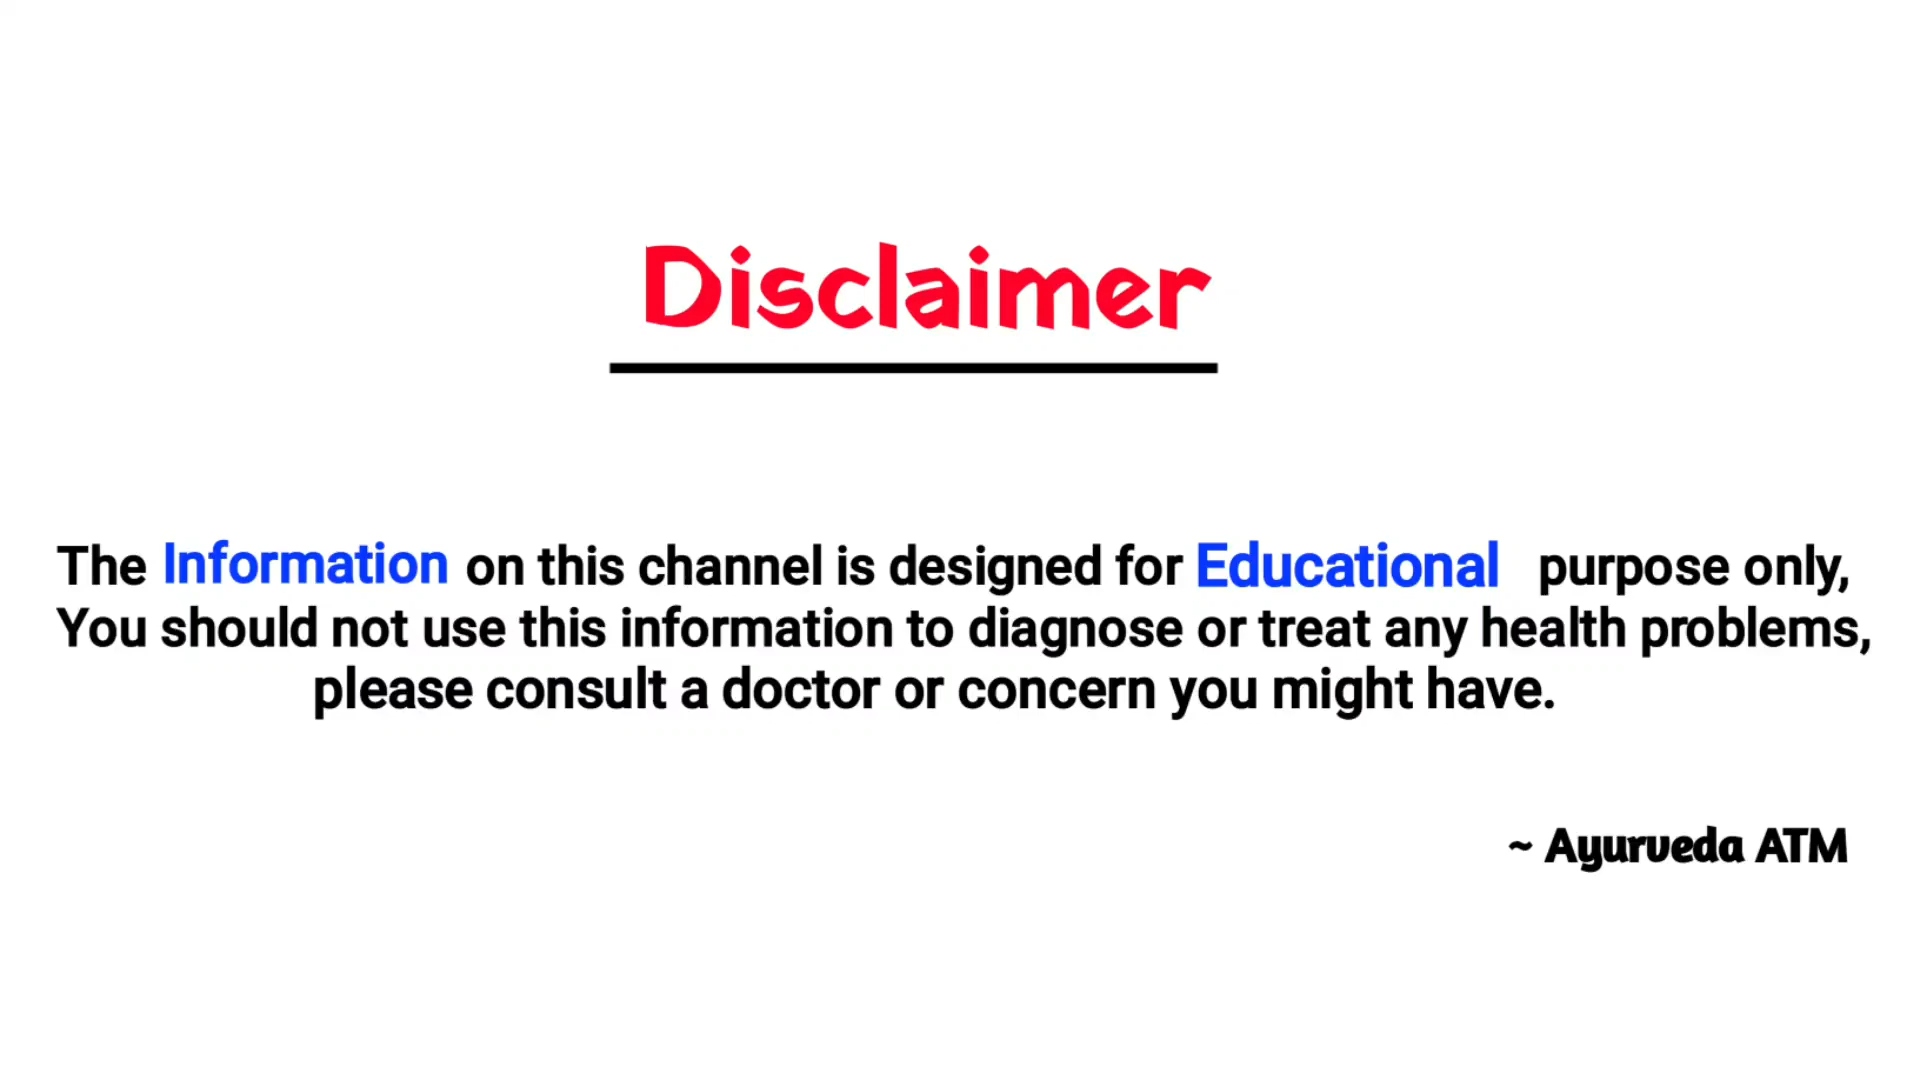 Disclaimer
The Information on this channel is designed for Educational purpose only,
You should not use this information to diagnose or treat any health problems,
please consult a doctor or concern you might have.
~ Ayurveda ATM